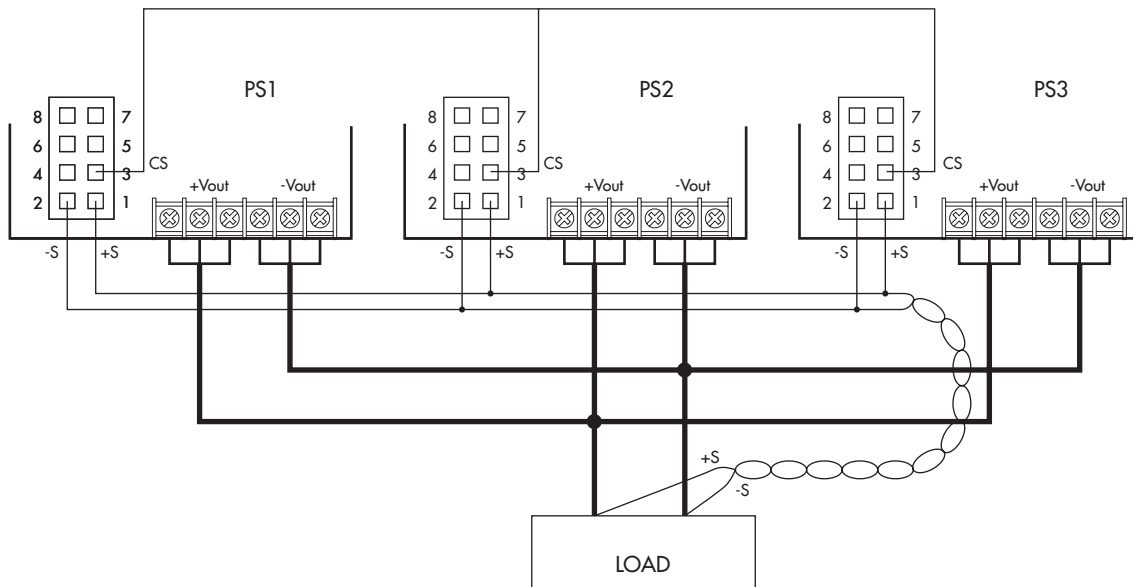 PS1
PS2
PS3
8 7
6 5
4 3
2 1
CS
+Vout -Vout
-S +S
8 7
6 5
4 3
2 1
CS
+Vout -Vout
-S +S
8 7
6 5
4 3
2 1
CS
+Vout -Vout
-S +S
+S
-S
LOAD